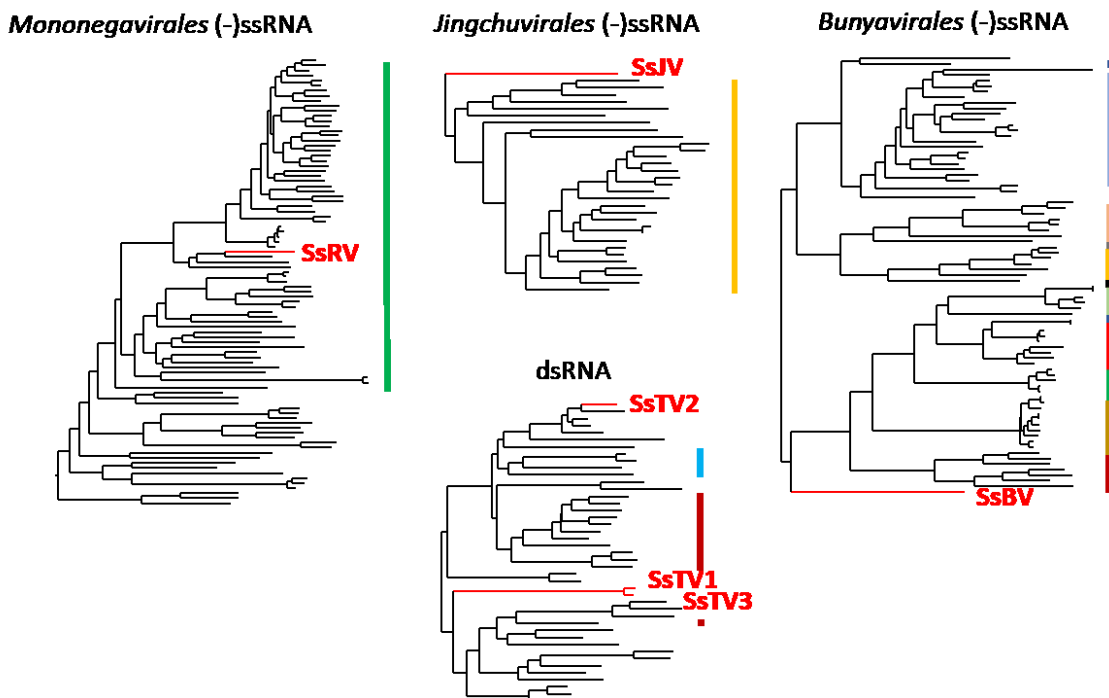 Mononegavirales (-)ssRNA
Jingchuvirales (-)ssRNA
Bunyavirales (-)ssRNA
SsJV
SsRV
dsRNA
SsTV2
SsBV
SsTV1
SsTV3